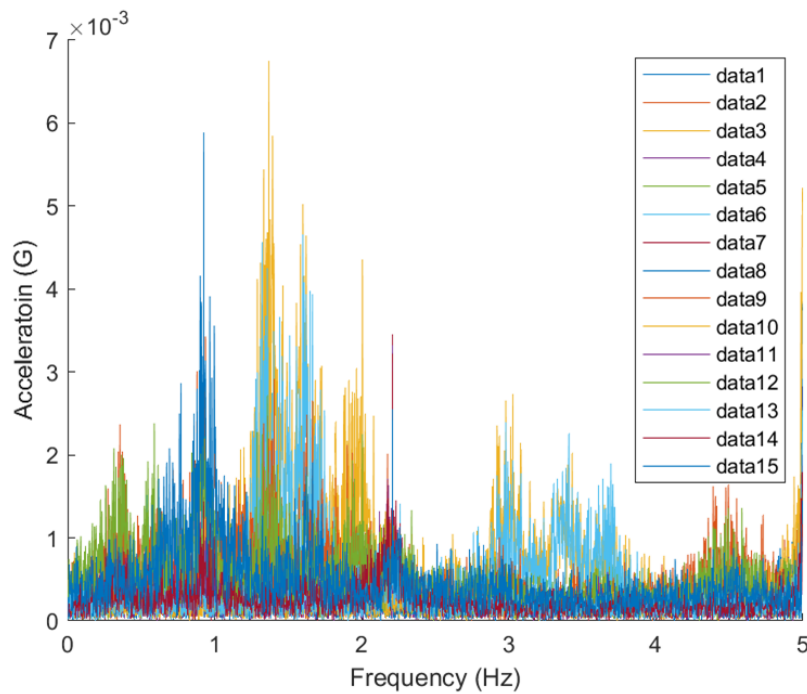 ×10⁻³
7
6
5
4
3
2
1
0
Acceleratoin (G)
0 1 2 3 4 5
Frequency (Hz)
data1
data2
data3
data4
data5
data6
data7
data8
data9
data10
data11
data12
data13
data14
data15